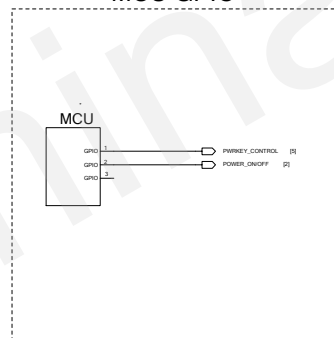 MCU
GPIO 1 PWRKEY_CONTROL [5]
GPIO 2 POWER_ON/OFF [2]
GPIO 3